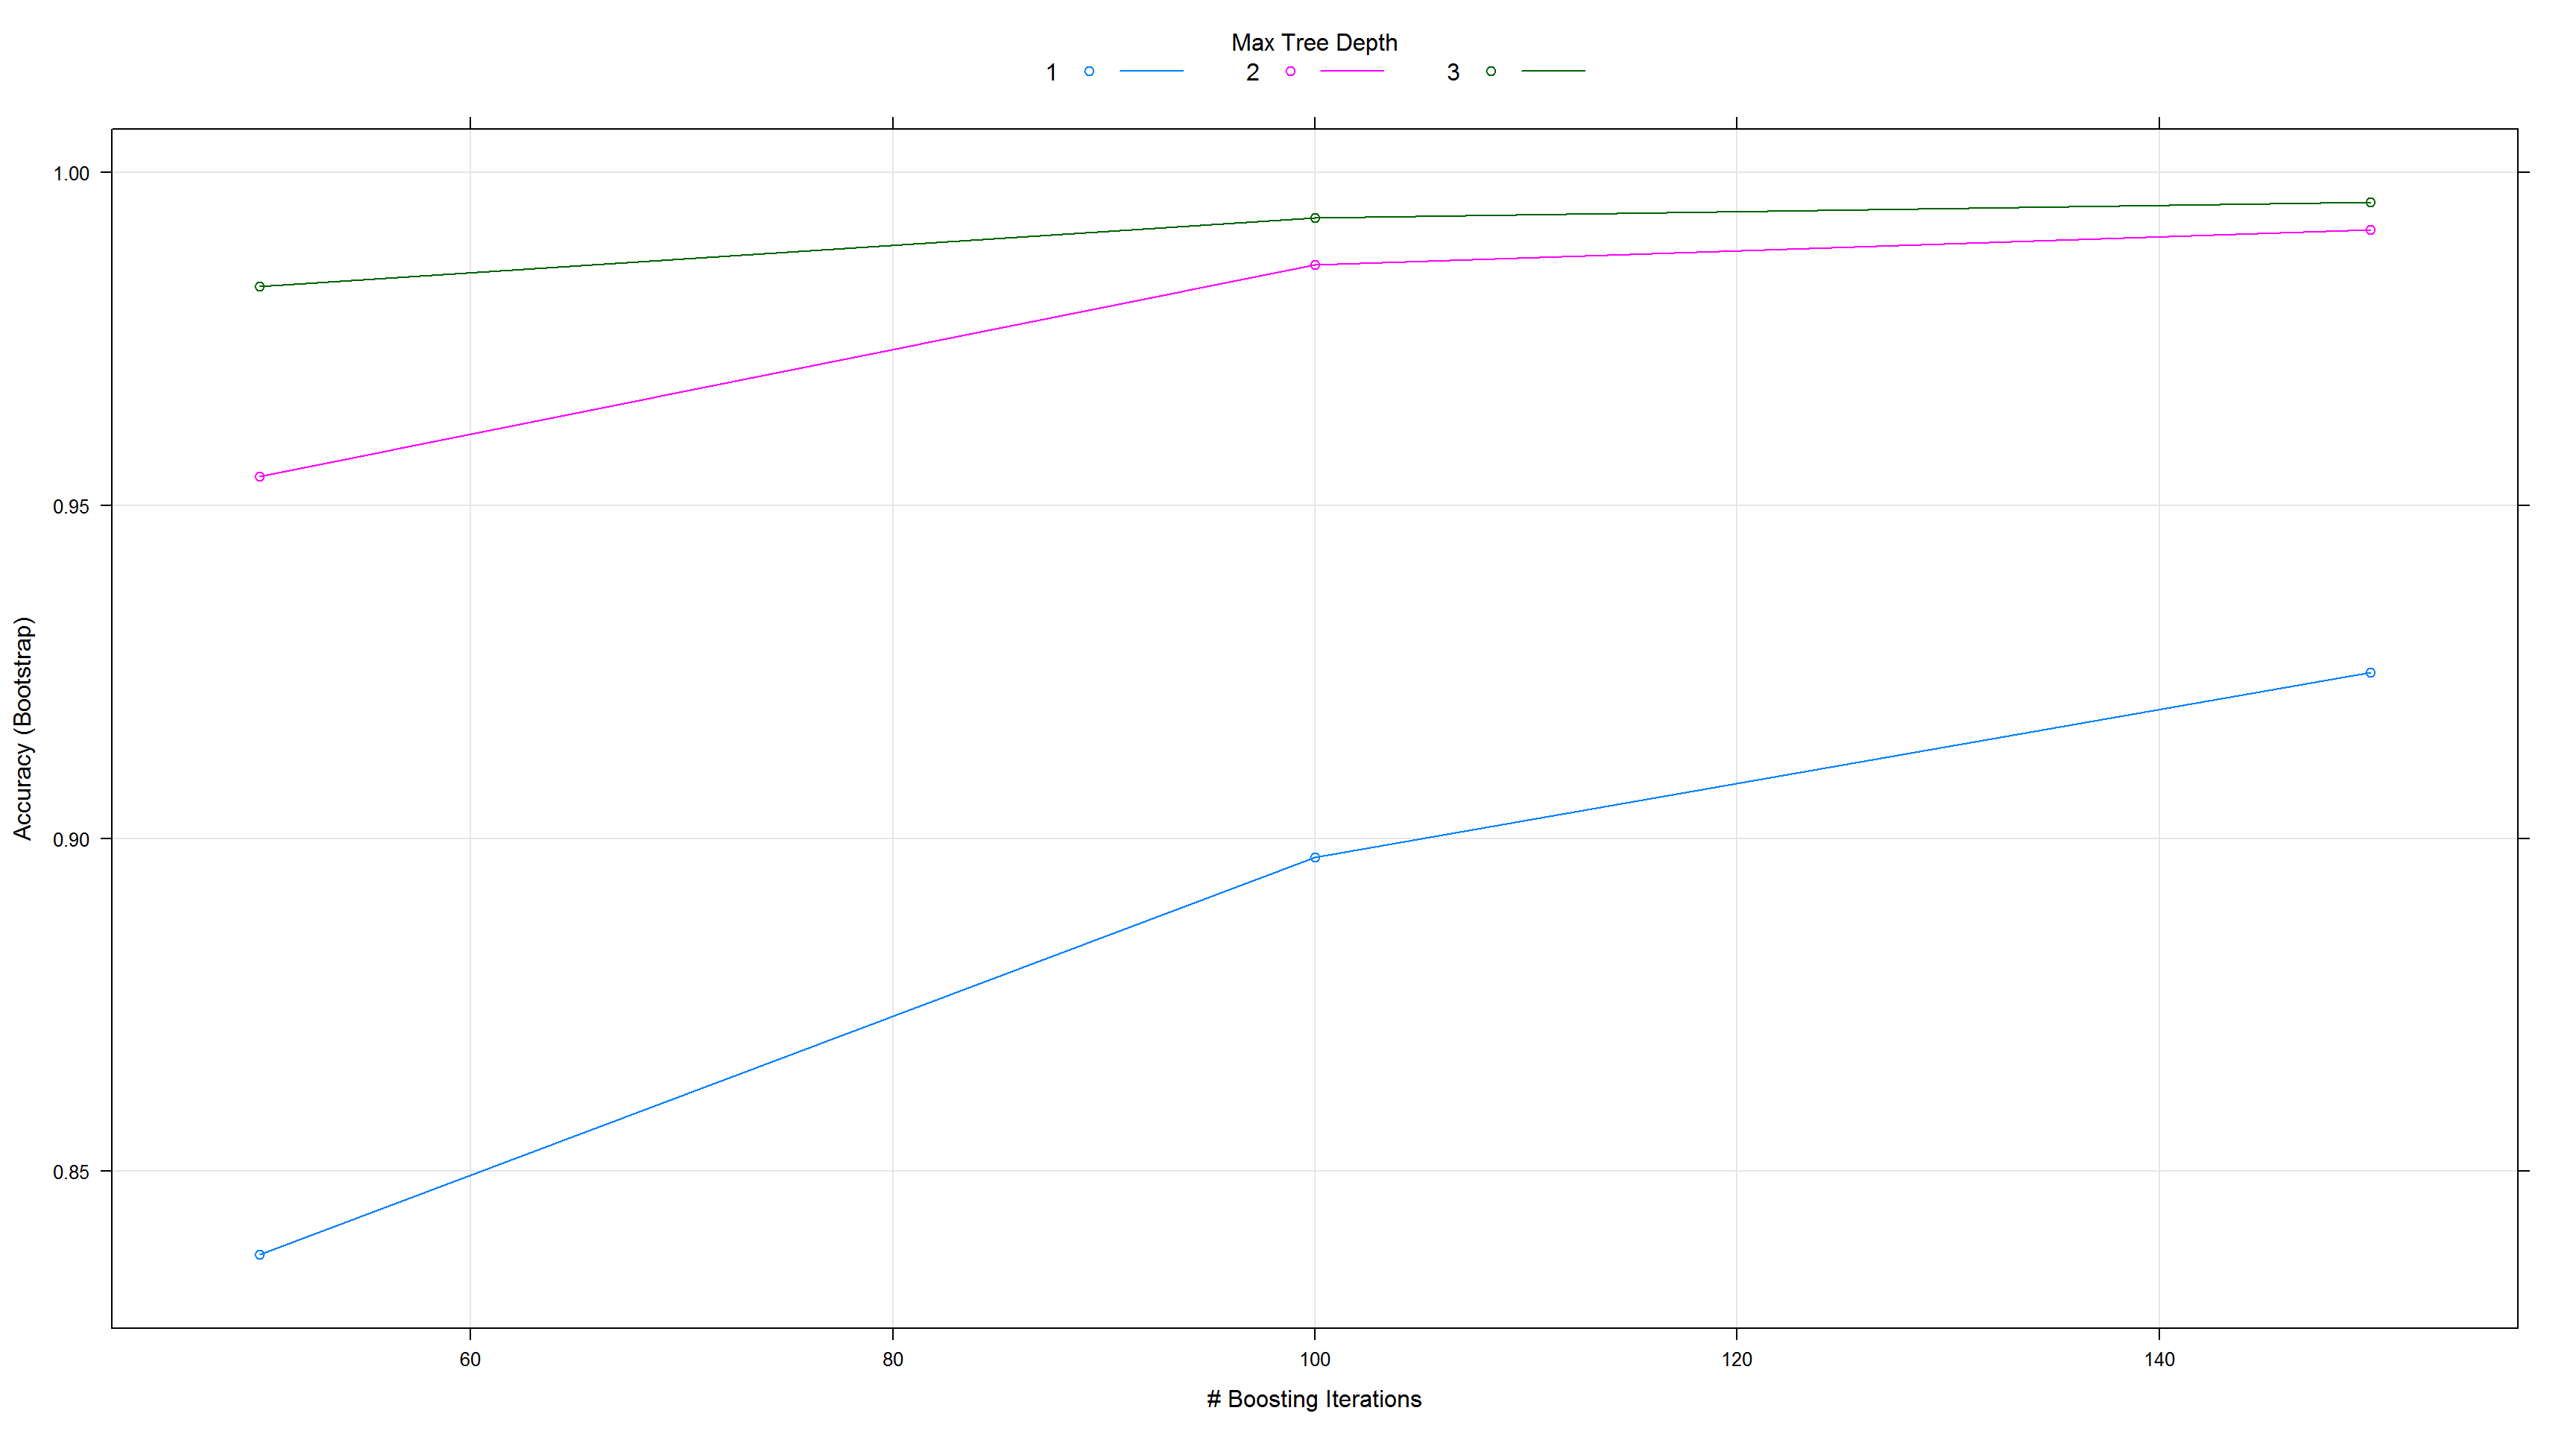 Max Tree Depth
1 2 3
1.00
0.95
0.90
0.85
Accuracy (Bootstrap)
60 80 100 120 140
# Boosting Iterations